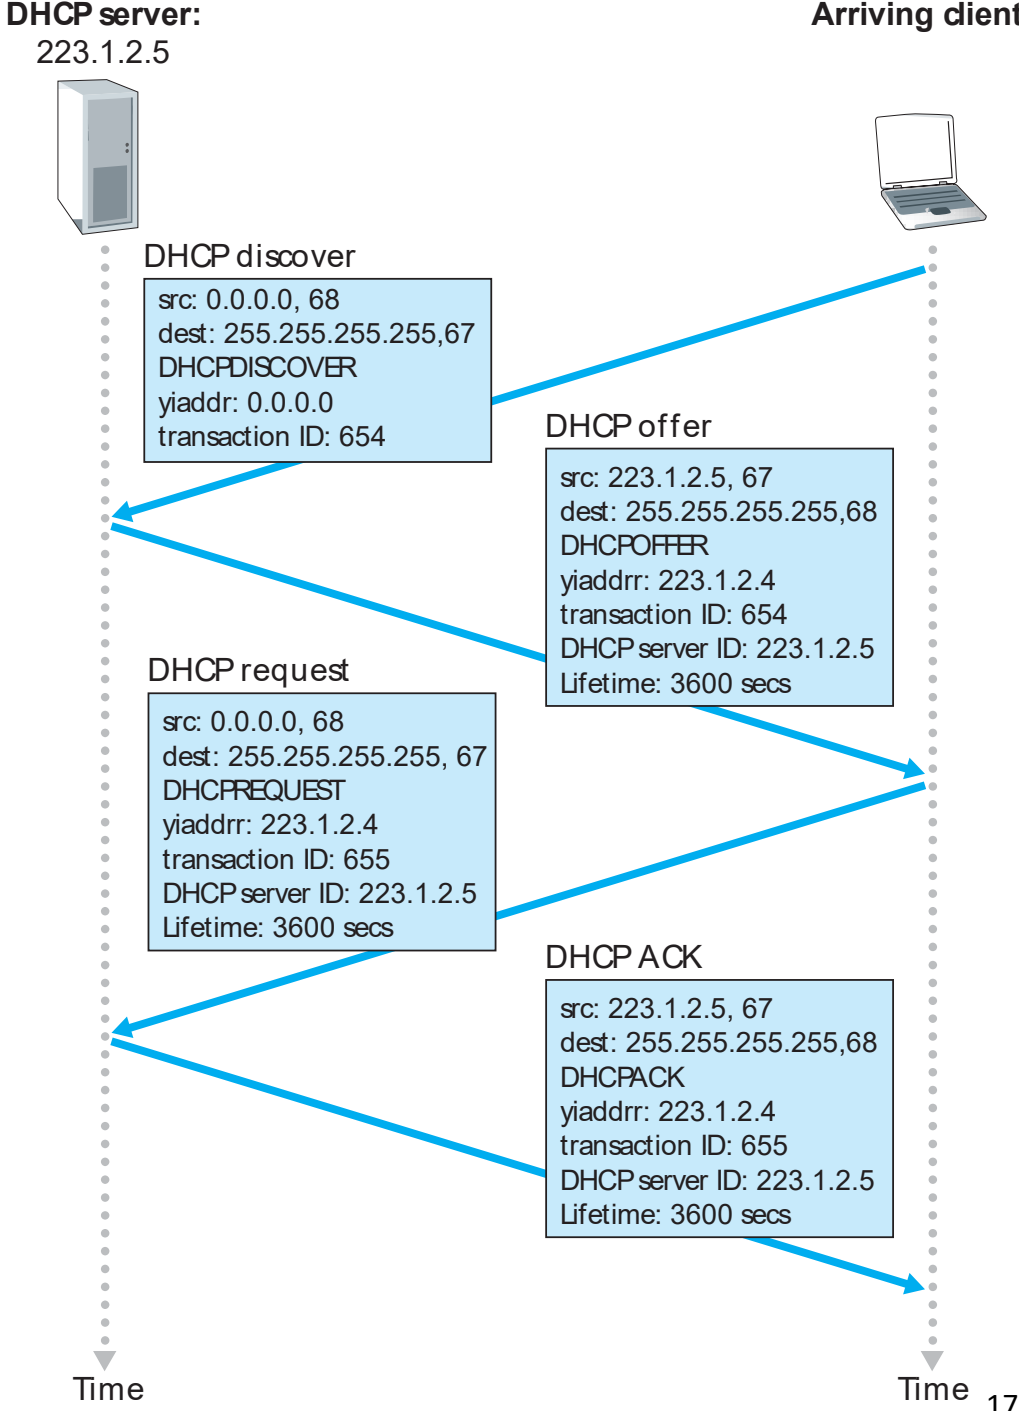 DHCP server:
223.1.2.5
Arriving client
DHCP discover
src: 0.0.0.0, 68
dest: 255.255.255.255,67
DHCPDISCOVER
yiaddr: 0.0.0.0
transaction ID: 654
DHCP offer
src: 223.1.2.5, 67
dest: 255.255.255.255,68
DHCPOFFER
yiaddrr: 223.1.2.4
transaction ID: 654
DHCP server ID: 223.1.2.5
Lifetime: 3600 secs
DHCP request
src: 0.0.0.0, 68
dest: 255.255.255.255, 67
DHCPREQUEST
yiaddrr: 223.1.2.4
transaction ID: 655
DHCP server ID: 223.1.2.5
Lifetime: 3600 secs
DHCP ACK
src: 223.1.2.5, 67
dest: 255.255.255.255,68
DHCPACK
yiaddrr: 223.1.2.4
transaction ID: 655
DHCP server ID: 223.1.2.5
Lifetime: 3600 secs
Time
Time
17